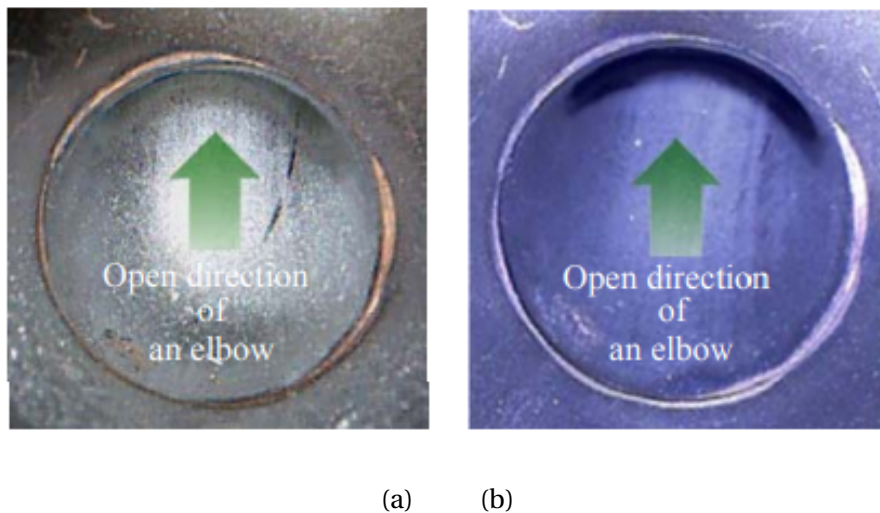 Open direction
of
an elbow
Open direction
of
an elbow
(a) (b)